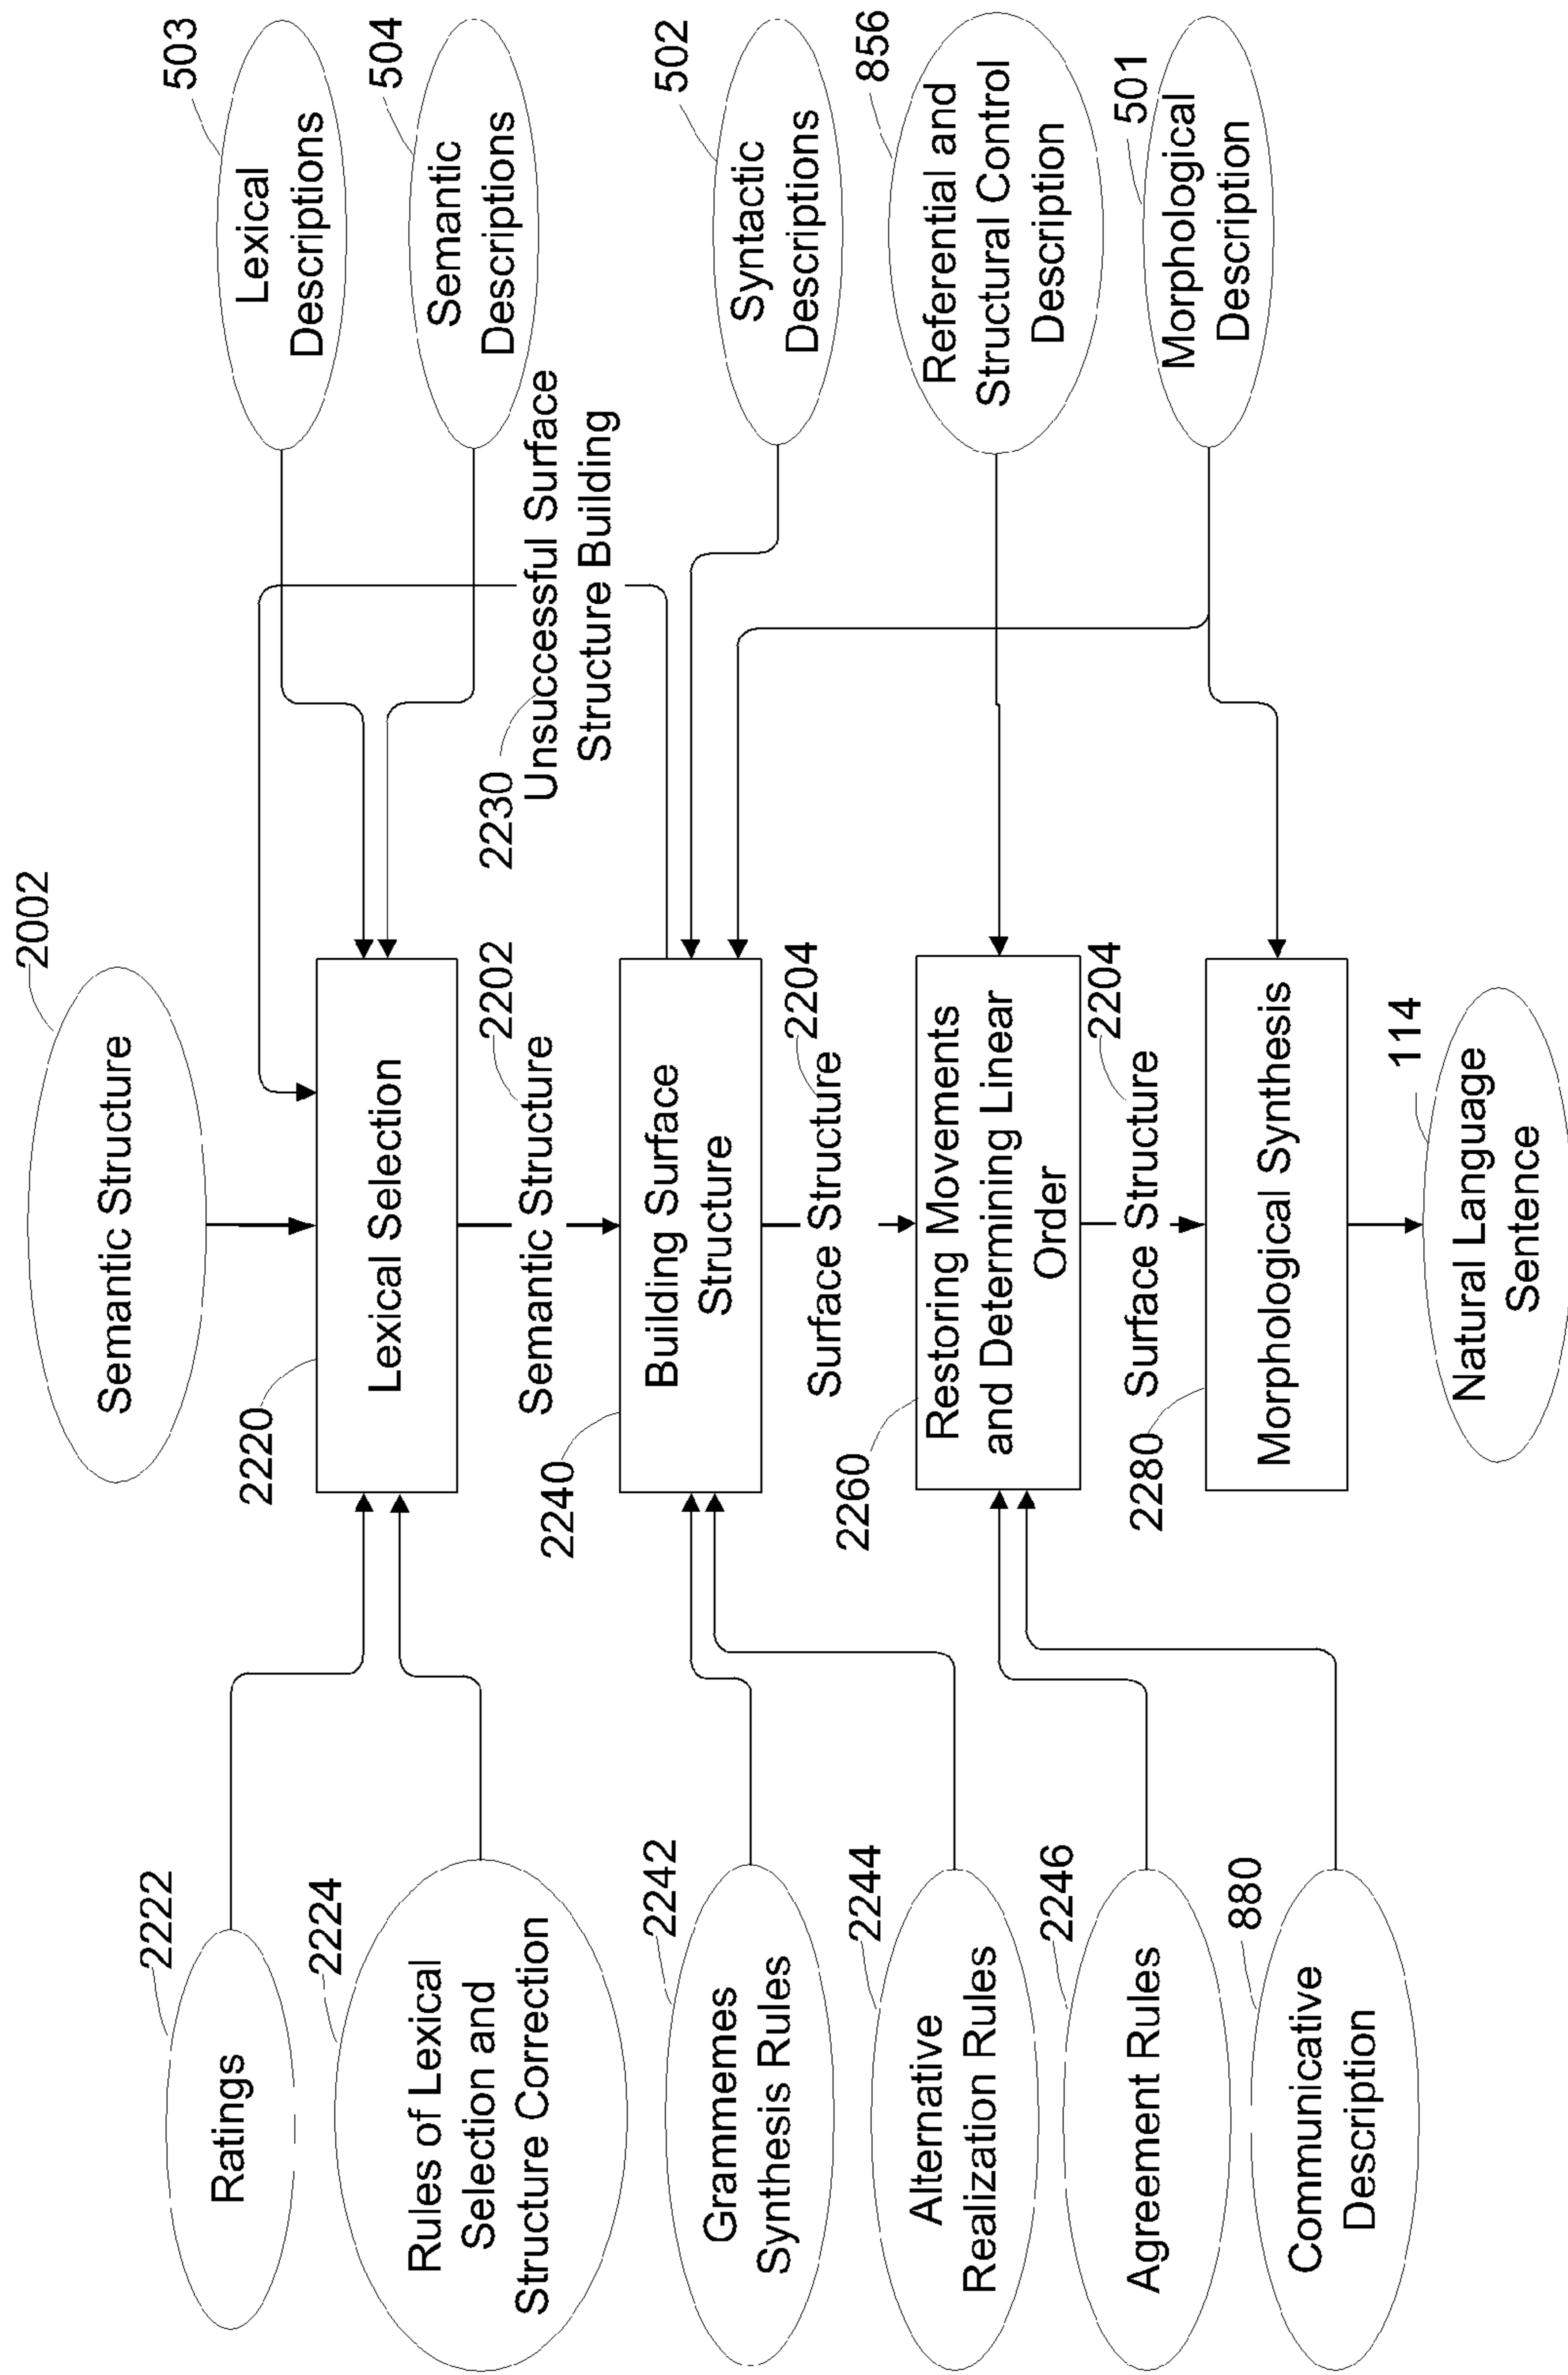 2002
Semantic Structure
2222
Ratings
2220
Lexical Selection
503
Lexical
Descriptions
2224
Rules of Lexical
Selection and
Structure Correction
504
Semantic
Descriptions
2202
Semantic Structure
2230
Unsuccessful Surface
Structure Building
2242
Grammemes
Synthesis Rules
2240
Building Surface
Structure
502
Syntactic
Descriptions
2204
Surface Structure
2244
Alternative
Realization Rules
2260
Restoring Movements
and Determining Linear
Order
856
Referential and
Structural Control
Description
2246
Agreement Rules
2204
Surface Structure
501
Morphological
Description
880
Communicative
Description
2280
Morphological Synthesis
114
Natural Language
Sentence